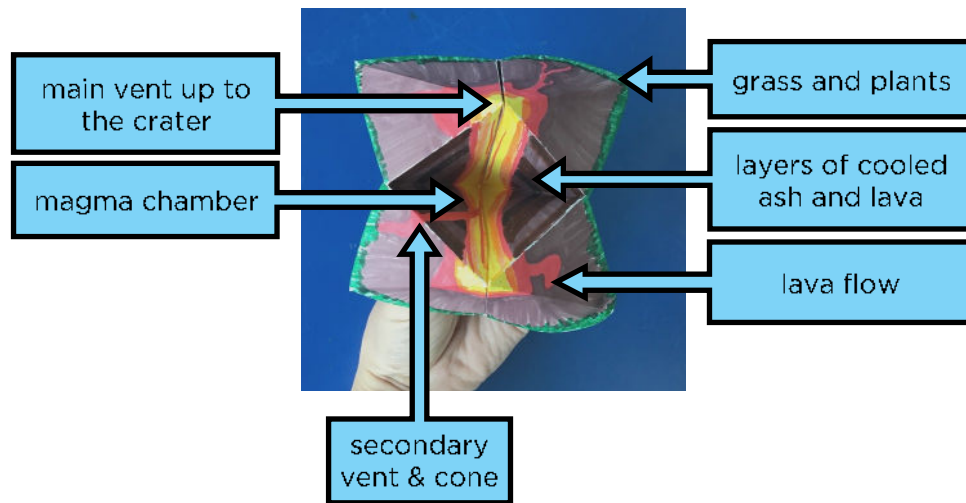 main vent up to
the crater
grass and plants
magma chamber
layers of cooled
ash and lava
lava flow
secondary
vent & cone